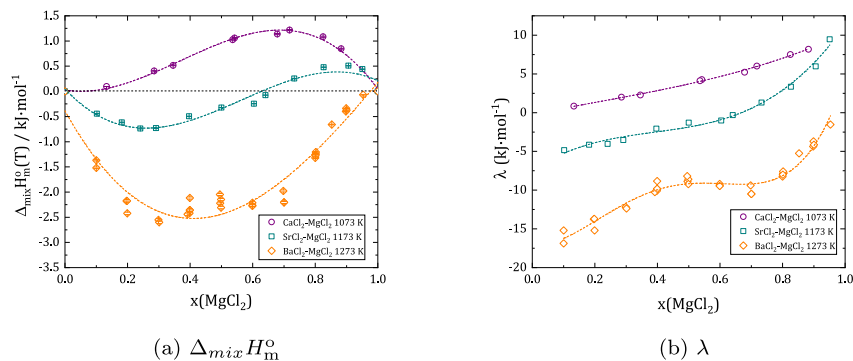 1.5
1.0
0.5
0.0
-0.5
-1.0
-1.5
-2.0
-2.5
-3.0
-3.5
Δ_mixH_m^o(T) / kJ·mol⁻¹
CaCl₂-MgCl₂ 1073 K
SrCl₂-MgCl₂ 1173 K
BaCl₂-MgCl₂ 1273 K
0.0 0.2 0.4 0.6 0.8 1.0
x(MgCl₂)
(a) Δ_mixH_m^o
10
5
0
-5
-10
-15
-20
λ (kJ·mol⁻¹)
CaCl₂-MgCl₂ 1073 K
SrCl₂-MgCl₂ 1173 K
BaCl₂-MgCl₂ 1273 K
0.0 0.2 0.4 0.6 0.8 1.0
x(MgCl₂)
(b) λ